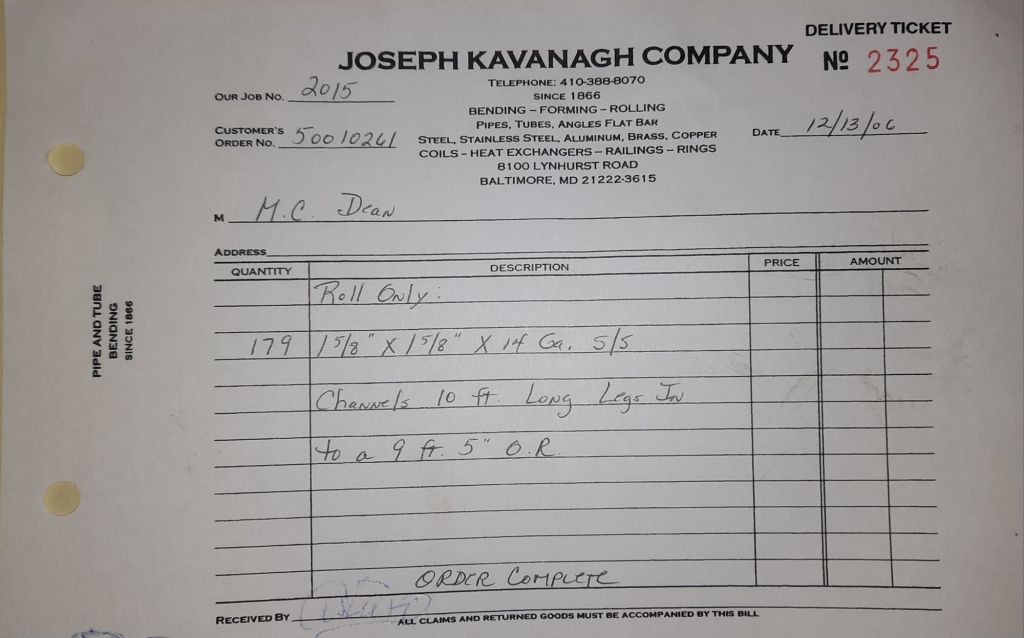 DELIVERY TICKET
JOSEPH KAVANAGH COMPANY
Nº 2325
TELEPHONE: 410-388-8070
SINCE 1866
BENDING – FORMING – ROLLING
PIPES, TUBES, ANGLES FLAT BAR
STEEL, STAINLESS STEEL, ALUMINUM, BRASS, COPPER
COILS – HEAT EXCHANGERS – RAILINGS – RINGS
8100 LYNHURST ROAD
BALTIMORE, MD 21222-3615
OUR JOB NO. 2015
CUSTOMER'S ORDER NO. 50010261
DATE 12/13/06
M M.C. Dean
ADDRESS
QUANTITY DESCRIPTION PRICE AMOUNT
Roll Only:
179 1 5/8" X 1 5/8" X 14 Ga. S/S
Channels 10 ft. Long Legs In
to a 9 ft. 5" O.R.
ORDER COMPLETE
RECEIVED BY
ALL CLAIMS AND RETURNED GOODS MUST BE ACCOMPANIED BY THIS BILL
PIPE AND TUBE
BENDING
SINCE 1866